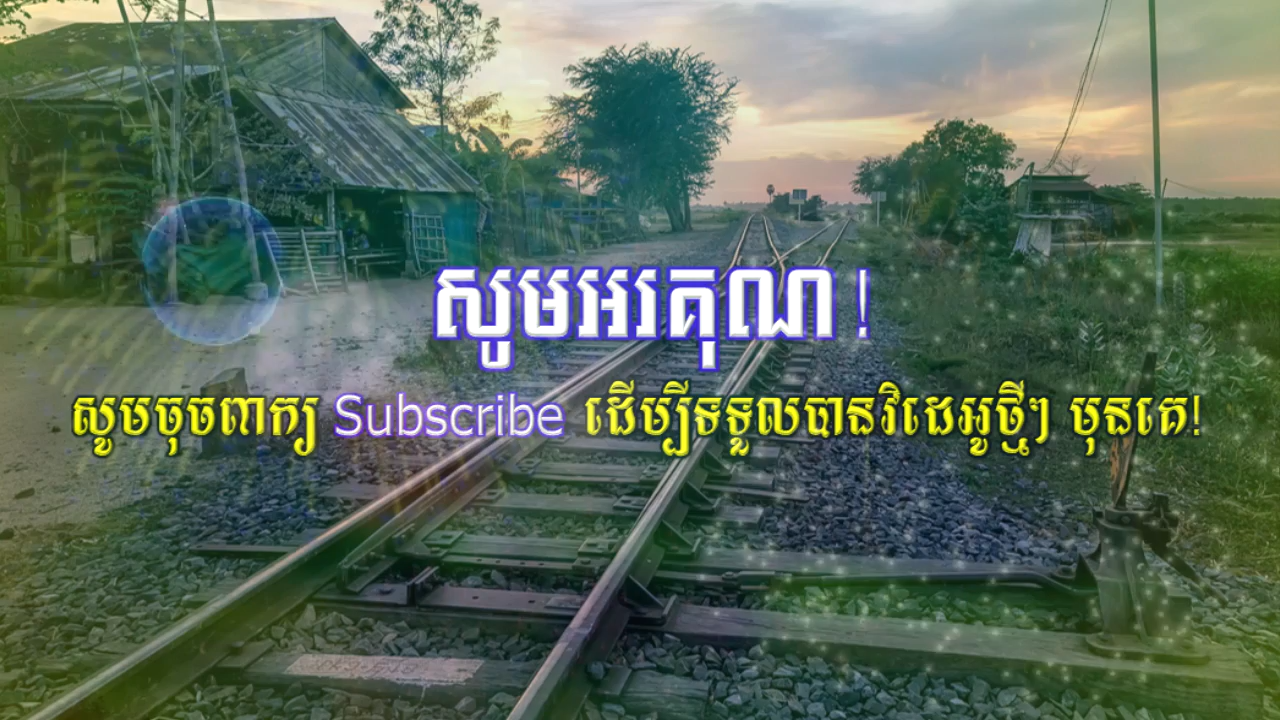 សូមអរគុណ !
សូមចុចពាក្យ Subscribe ដើម្បីទទួលបានវិដេអូថ្មីៗ មុនគេ!